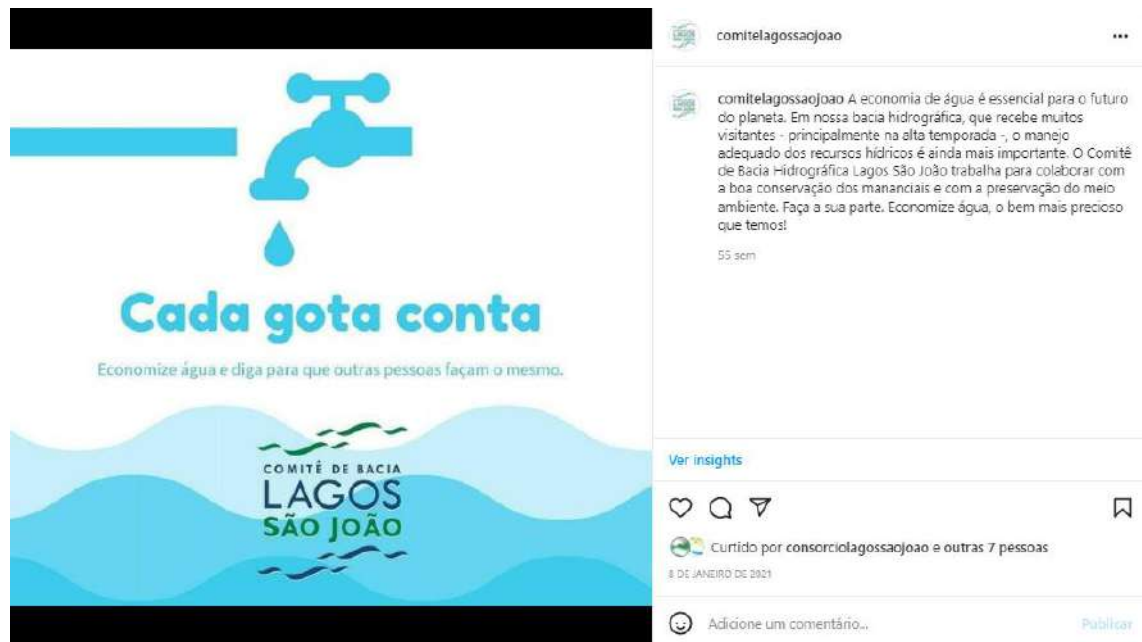 Cada gota conta
Economize água e diga para que outras pessoas façam o mesmo.
COMITÊ DE BACIA
LAGOS
SÃO JOÃO
comitelagossaojoao
comitelagossaojoao A economia de água é essencial para o futuro
do planeta. Em nossa bacia hidrográfica, que recebe muitos
visitantes - principalmente na alta temporada -, o manejo
adequado dos recursos hídricos é ainda mais importante. O Comitê
de Bacia Hidrográfica Lagos São João trabalha para colaborar com
a boa conservação dos mananciais e com a preservação do meio
ambiente. Faça a sua parte. Economize água, o bem mais precioso
que temos!
55 sem
Ver insights
Curtido por consorciolagossaojoao e outras 7 pessoas
8 DE JANEIRO DE 2021
Adicione um comentário...
Publicar